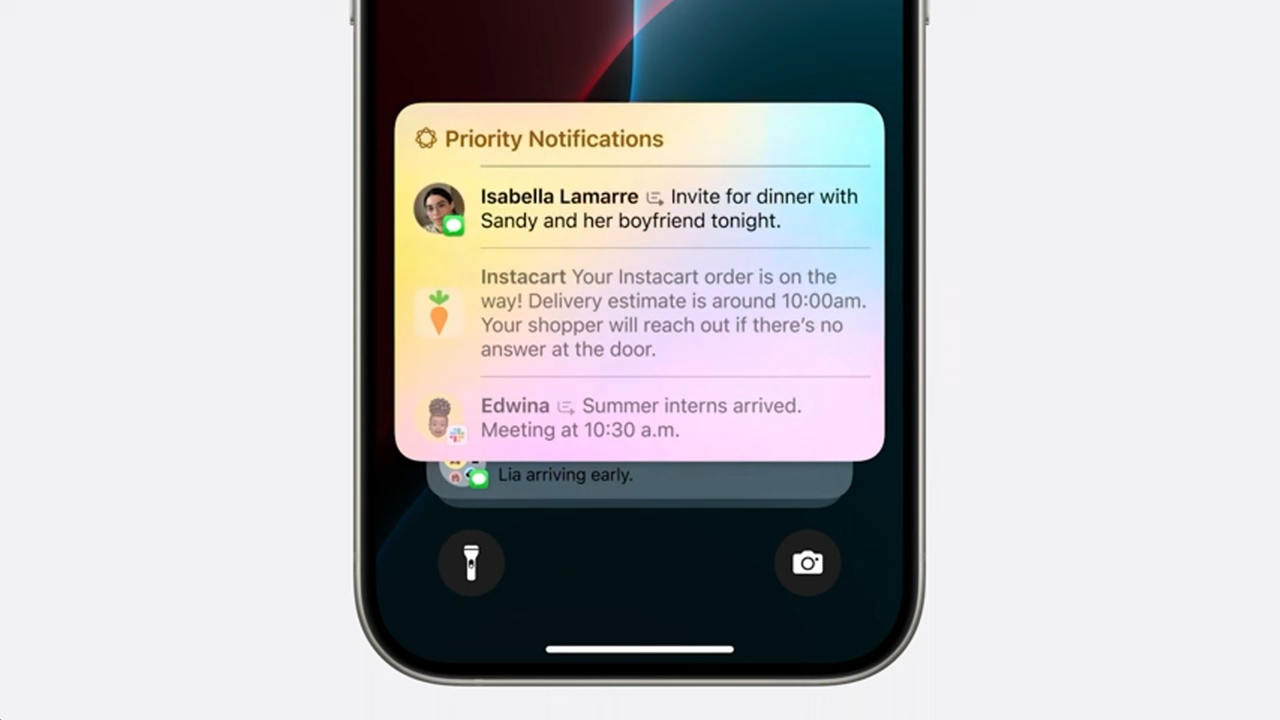 Priority Notifications
Isabella Lamarre Invite for dinner with
Sandy and her boyfriend tonight.
Instacart Your Instacart order is on the
way! Delivery estimate is around 10:00am.
Your shopper will reach out if there’s no
answer at the door.
Edwina Summer interns arrived.
Meeting at 10:30 a.m.
Lia arriving early.